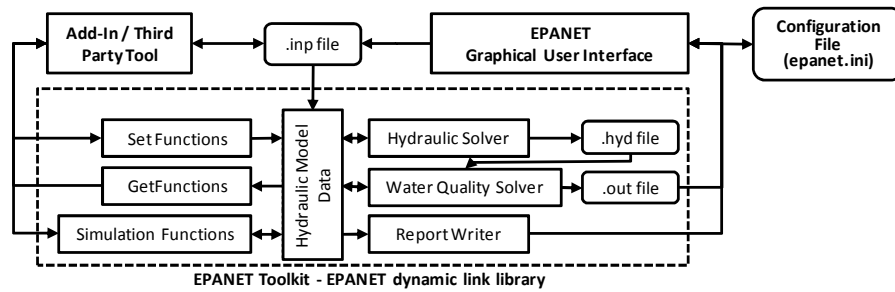 Add-In / Third
Party Tool
.inp file
EPANET
Graphical User Interface
Configuration
File
(epanet.ini)
Set Functions
GetFunctions
Simulation Functions
Hydraulic Model
Data
Hydraulic Solver
.hyd file
Water Quality Solver
.out file
Report Writer
EPANET Toolkit - EPANET dynamic link library